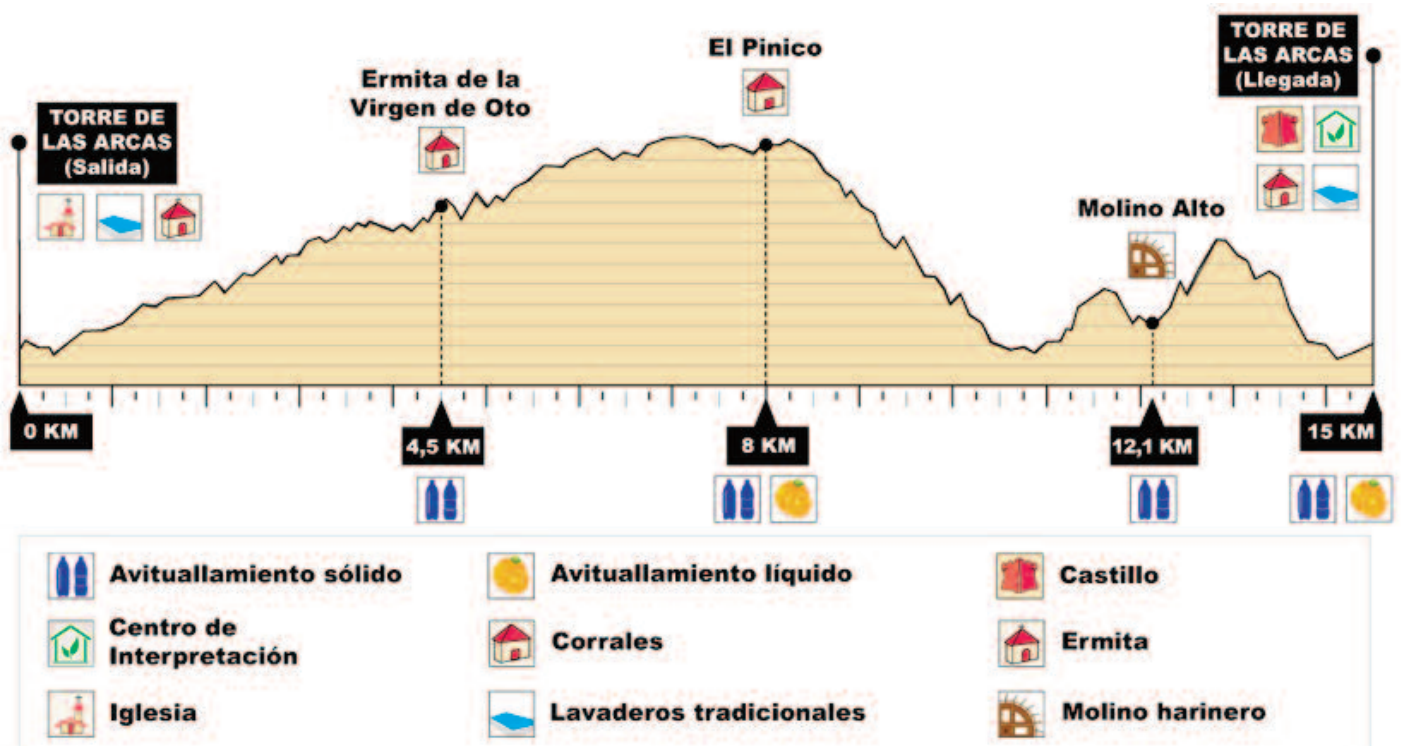 TORRE DE
LAS ARCAS
(Salida)
Ermita de la
Virgen de Oto
El Pinico
Molino Alto
TORRE DE
LAS ARCAS
(Llegada)
0 KM
4,5 KM
8 KM
12,1 KM
15 KM
Avituallamiento sólido
Avituallamiento líquido
Castillo
Centro de
Interpretación
Corrales
Ermita
Iglesia
Lavaderos tradicionales
Molino harinero